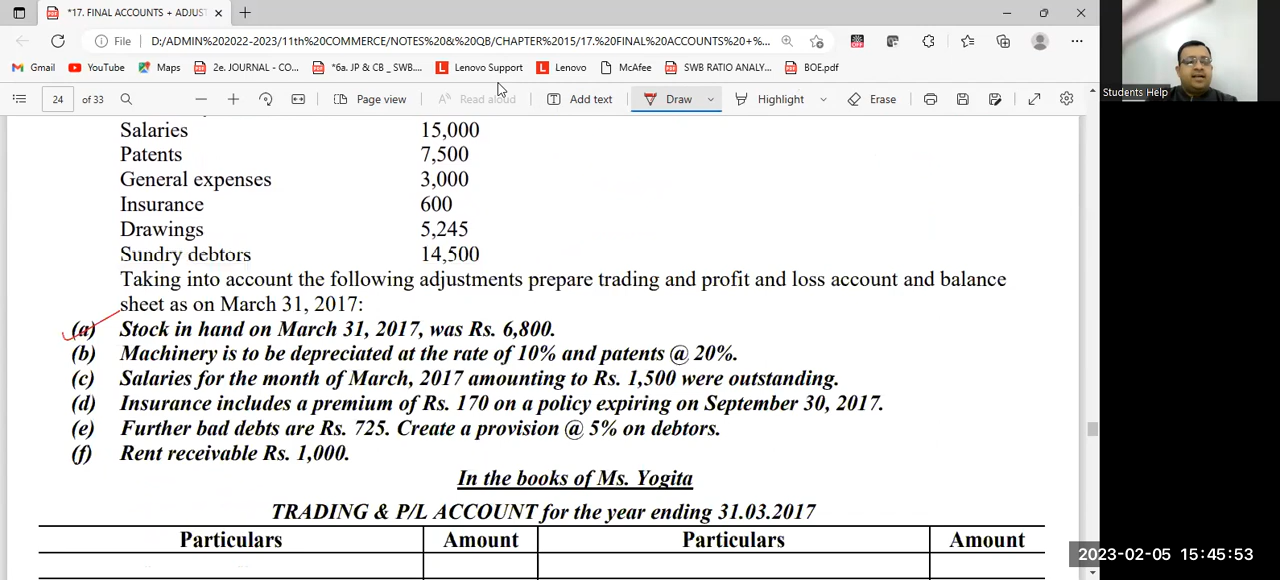 *17. FINAL ACCOUNTS + ADJUS
File D:/ADMIN%202022-2023/11th%20COMMERCE/NOTES%20&%20QB/CHAPTER%2015/17.%20FINAL%20ACCOUNTS%20+%...
Gmail YouTube Maps 2e. JOURNAL - CO... *6a. JP & CB _ SWB.... Lenovo Support Lenovo McAfee SWB RATIO ANALY... BOE.pdf
24 of 33 Page view Read aloud Add text Draw Highlight Erase
Students Help
Salaries 15,000
Patents 7,500
General expenses 3,000
Insurance 600
Drawings 5,245
Sundry debtors 14,500
Taking into account the following adjustments prepare trading and profit and loss account and balance
sheet as on March 31, 2017:
(a) Stock in hand on March 31, 2017, was Rs. 6,800.
(b) Machinery is to be depreciated at the rate of 10% and patents @ 20%.
(c) Salaries for the month of March, 2017 amounting to Rs. 1,500 were outstanding.
(d) Insurance includes a premium of Rs. 170 on a policy expiring on September 30, 2017.
(e) Further bad debts are Rs. 725. Create a provision @ 5% on debtors.
(f) Rent receivable Rs. 1,000.
In the books of Ms. Yogita
TRADING & P/L ACCOUNT for the year ending 31.03.2017
Particulars Amount Particulars Amount
2023-02-05 15:45:53